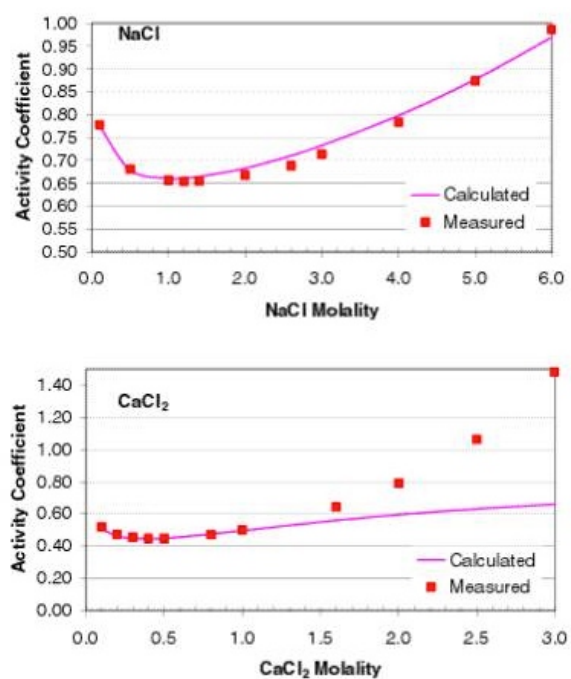 NaCl
1.00
0.95
0.90
0.85
0.80
0.75
0.70
0.65
0.60
0.55
0.50
Activity Coefficient
Calculated
Measured
0.0 1.0 2.0 3.0 4.0 5.0 6.0
NaCl Molality
CaCl₂
1.40
1.20
1.00
0.80
0.60
0.40
0.20
0.00
Activity Coefficient
Calculated
Measured
0.0 0.5 1.0 1.5 2.0 2.5 3.0
CaCl₂ Molality